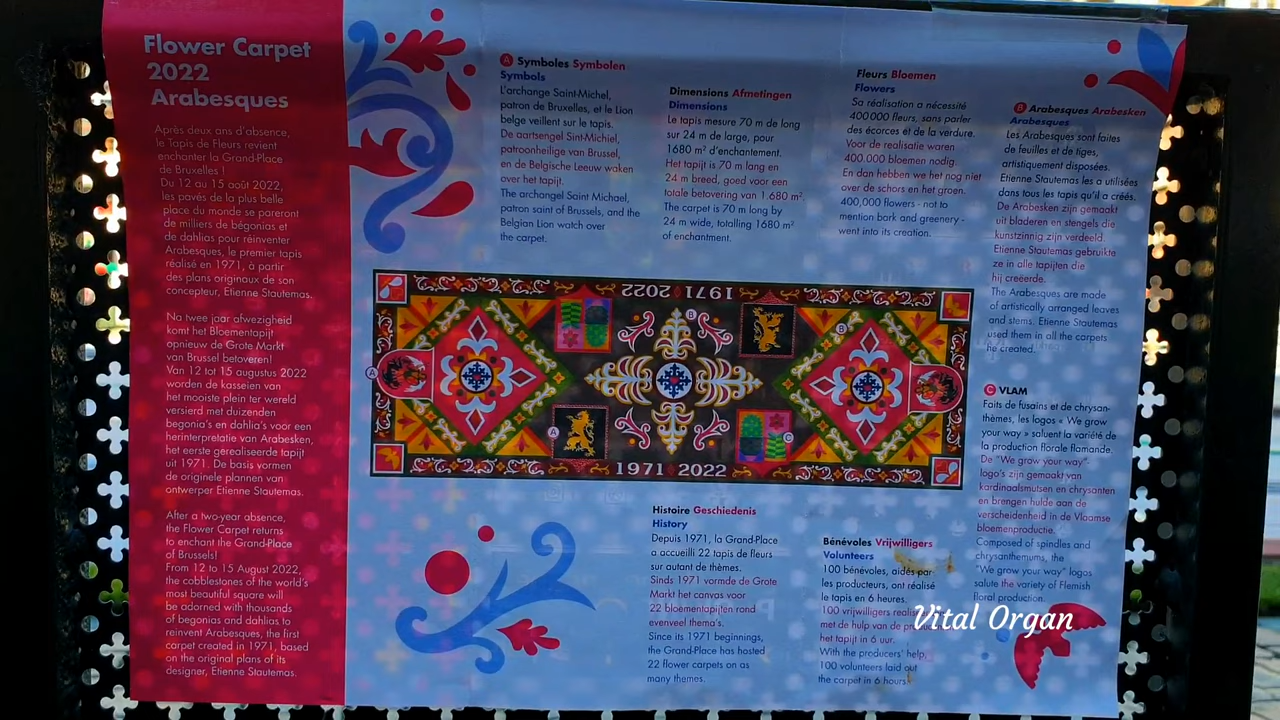 Flower Carpet
2022
Arabesques
Après deux ans d'absence,
le Tapis de Fleurs revient
enchanter la Grand-Place
de Bruxelles !
Du 12 au 15 août 2022,
les pavés de la plus belle
place du monde se pareront
de milliers de bégonias et
de dahlias pour réinventer
Arabesques, le premier tapis
réalisé en 1971, à partir
des plans originaux de son
concepteur, Etienne Stautemas.
Na twee jaar afwezigheid
komt het Bloementapijt
opnieuw de Grote Markt
van Brussel betoveren!
Van 12 tot 15 augustus 2022
worden de kasseien van
het mooiste plein ter wereld
versierd met duizenden
begonia's en dahlia's voor een
herinterpretatie van Arabesken,
het eerste gerealiseerde tapijt
uit 1971. De basis vormen
de originele plannen van
ontwerper Etienne Stautemas.
After a two-year absence,
the Flower Carpet returns
to enchant the Grand-Place
of Brussels!
From 12 to 15 August 2022,
the cobblestones of the world's
most beautiful square will
be adorned with thousands
of begonias and dahlias to
reinvent Arabesques, the first
carpet created in 1971, based
on the original plans of its
designer, Etienne Stautemas.
A Symboles Symbolen
Symbols
L'archange Saint-Michel,
patron de Bruxelles, et le Lion
belge veillent sur le tapis.
De aartsengel Sint-Michiel,
patroonheilige van Brussel,
en de Belgische Leeuw waken
over het tapijt.
The archangel Saint Michael,
patron saint of Brussels, and the
Belgian Lion watch over
the carpet.
Dimensions Afmetingen
Dimensions
Le tapis mesure 70 m de long
sur 24 m de large, pour
1680 m² d'enchantement.
Het tapijt is 70 m lang en
24 m breed, goed voor een
totale betovering van 1.680 m².
The carpet is 70 m long by
24 m wide, totalling 1680 m²
of enchantment.
Fleurs Bloemen
Flowers
Sa réalisation a nécessité
400 000 fleurs, sans parler
des écorces et de la verdure.
Voor de realisatie waren
400.000 bloemen nodig.
En dan hebben we het nog niet
over de schors en het groen.
400,000 flowers - not to
mention bark and greenery -
went into its creation.
B Arabesques Arabesken
Arabesques
Les Arabesques sont faites
de feuilles et de tiges,
artistiquement disposées.
Etienne Stautemas les a utilisées
dans tous les tapis qu'il a créés.
De Arabesken zijn gemaakt
uit bladeren en stengels die
kunstzinnig zijn verdeeld.
Etienne Stautemas gebruikte
ze in alle tapijten die
hij creëerde.
The Arabesques are made
of artistically arranged leaves
and stems. Etienne Stautemas
used them in all the carpets
he created.
1971 2022
A
B
B
A
C
1971 2022
C VLAM
Faits de fusains et de chrysan-
thèmes, les logos « We grow
your way » saluent la variété de
la production florale flamande.
De "We grow your way".
logo's zijn gemaakt van
kardinaalsmutsen en chrysanten
en brengen hulde aan de
verscheidenheid in de Vlaamse
bloemenproductie.
Composed of spindles and
chrysanthemums, the
"We grow your way" logos
salute the variety of Flemish
floral production.
Histoire Geschiedenis
History
Depuis 1971, la Grand-Place
a accueilli 22 tapis de fleurs
sur autant de thèmes.
Sinds 1971 vormde de Grote
Markt het canvas voor
22 bloementapijten rond
evenveel thema's.
Since its 1971 beginnings,
the Grand-Place has hosted
22 flower carpets on as
many themes.
Bénévoles Vrijwilligers
Volunteers
100 bénévoles, aidés par
les producteurs, ont réalisé
le tapis en 6 heures.
100 vrijwilligers
met de hulp van de
het tapijt in 6 uur.
With the producers' help,
100 volunteers laid out
the carpet in 6 hours.
Vital Organ